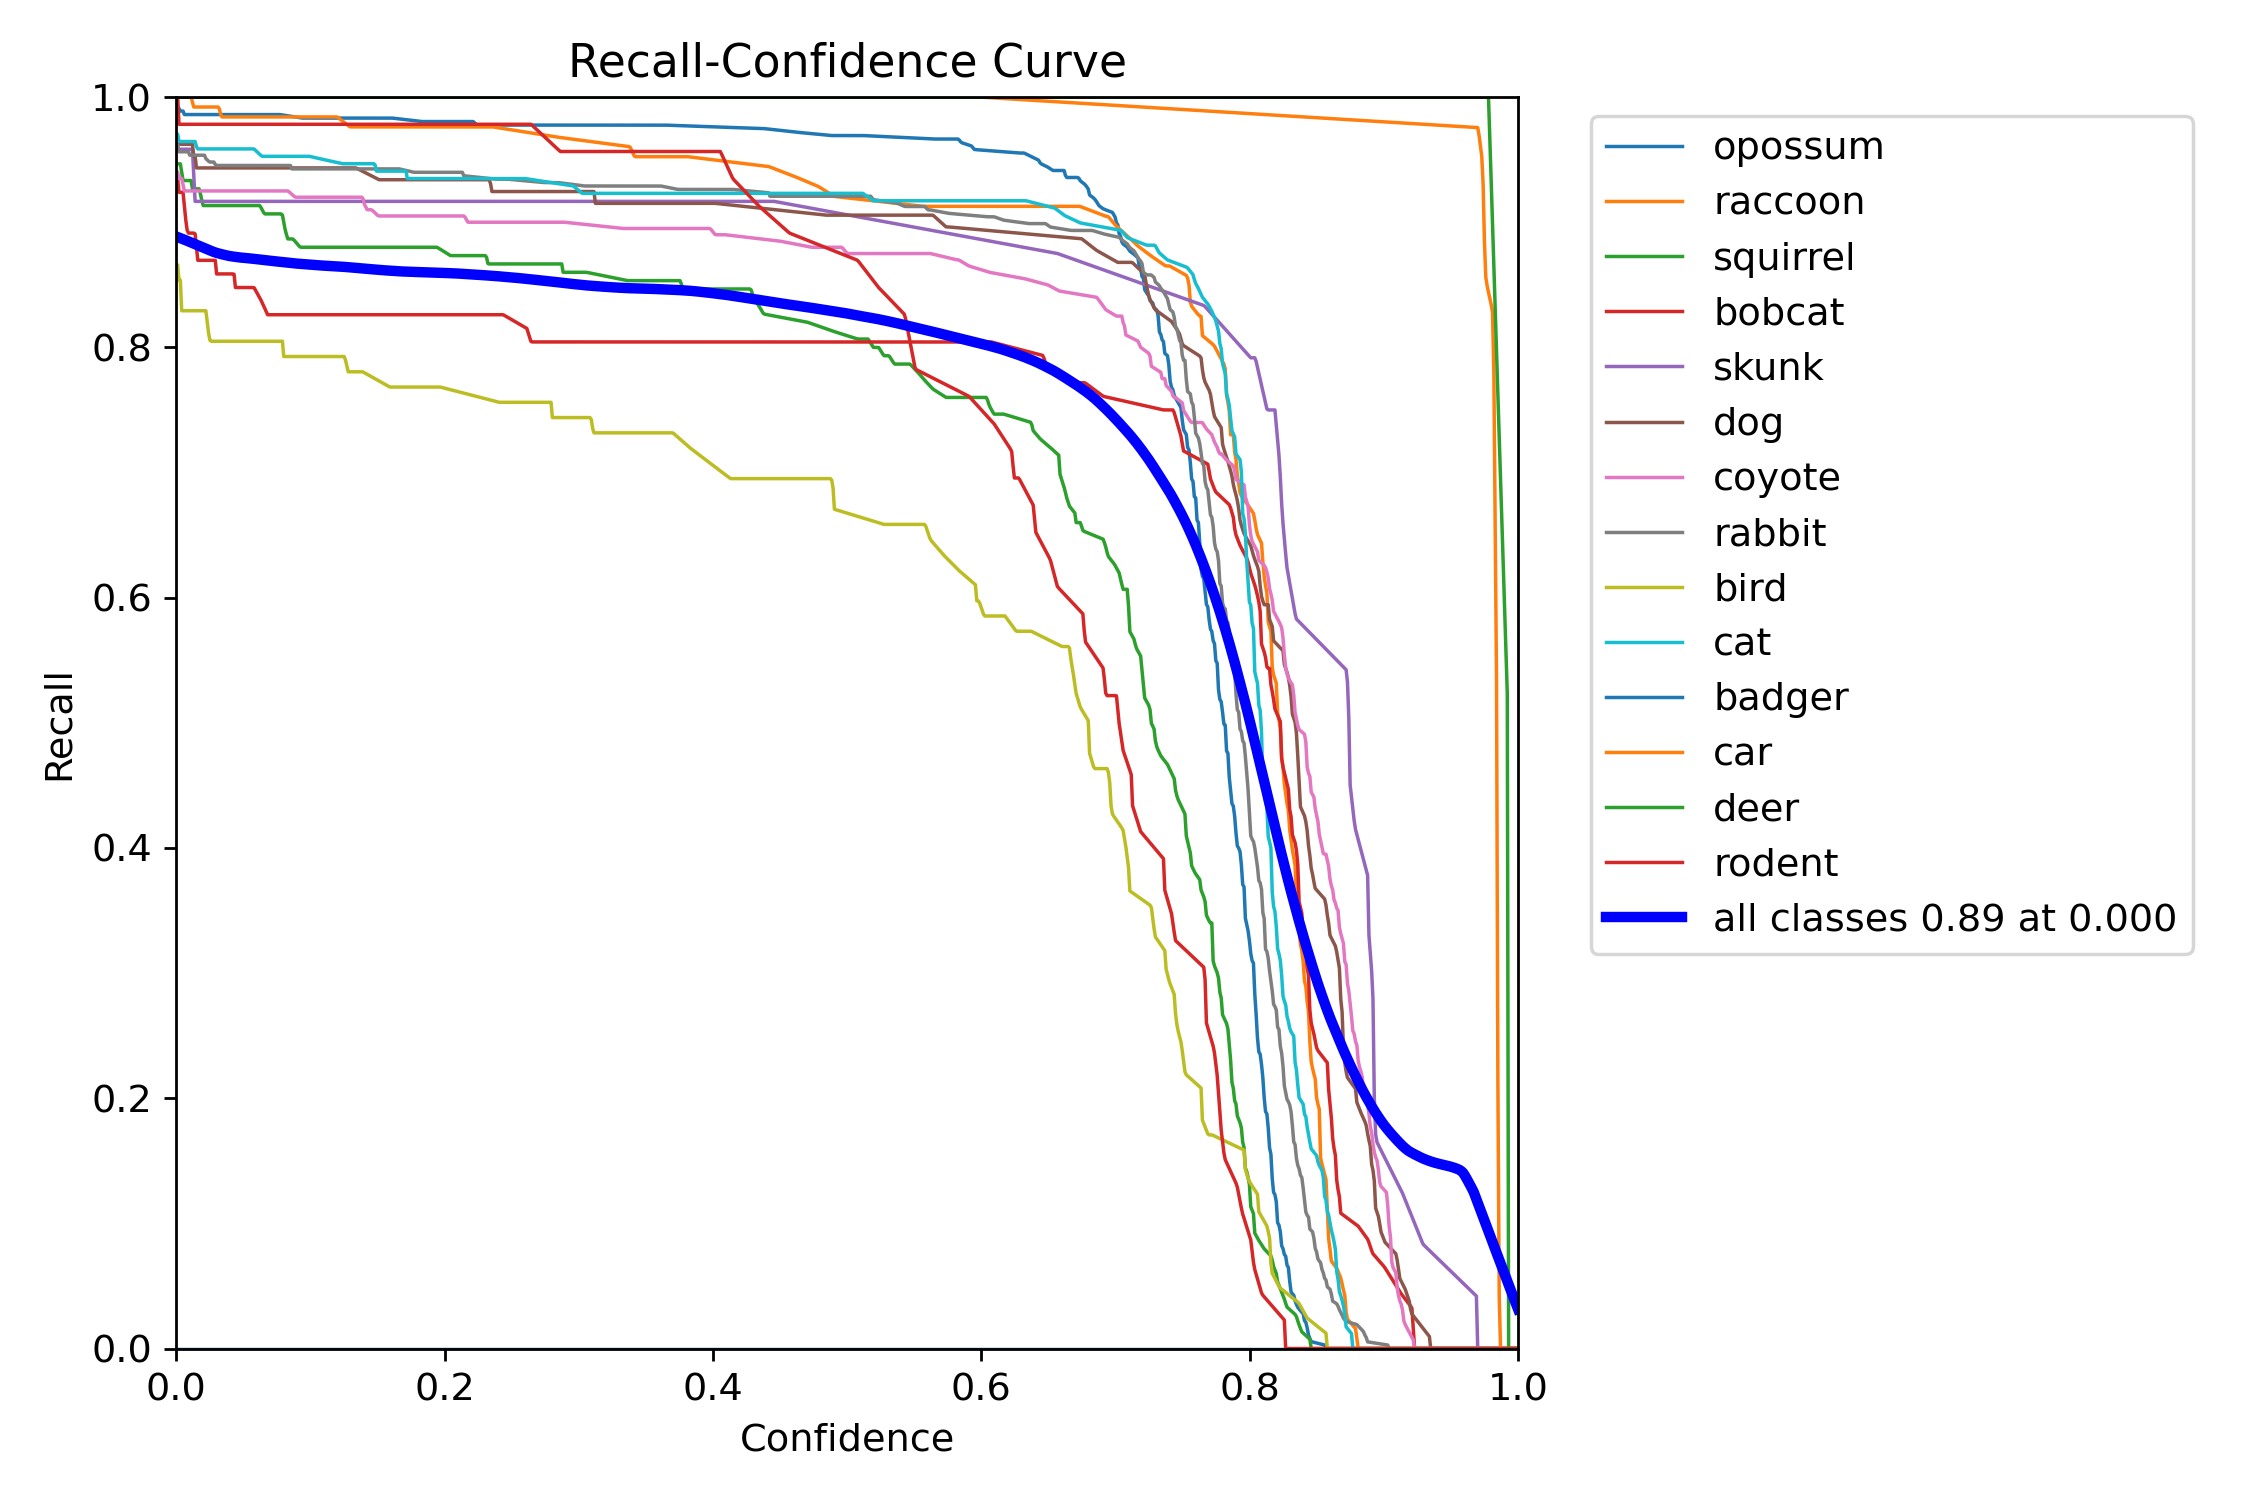 Recall-Confidence Curve
1.0
0.8
0.6
0.4
0.2
0.0
Recall
0.0 0.2 0.4 0.6 0.8 1.0
Confidence
opossum
raccoon
squirrel
bobcat
skunk
dog
coyote
rabbit
bird
cat
badger
car
deer
rodent
all classes 0.89 at 0.000